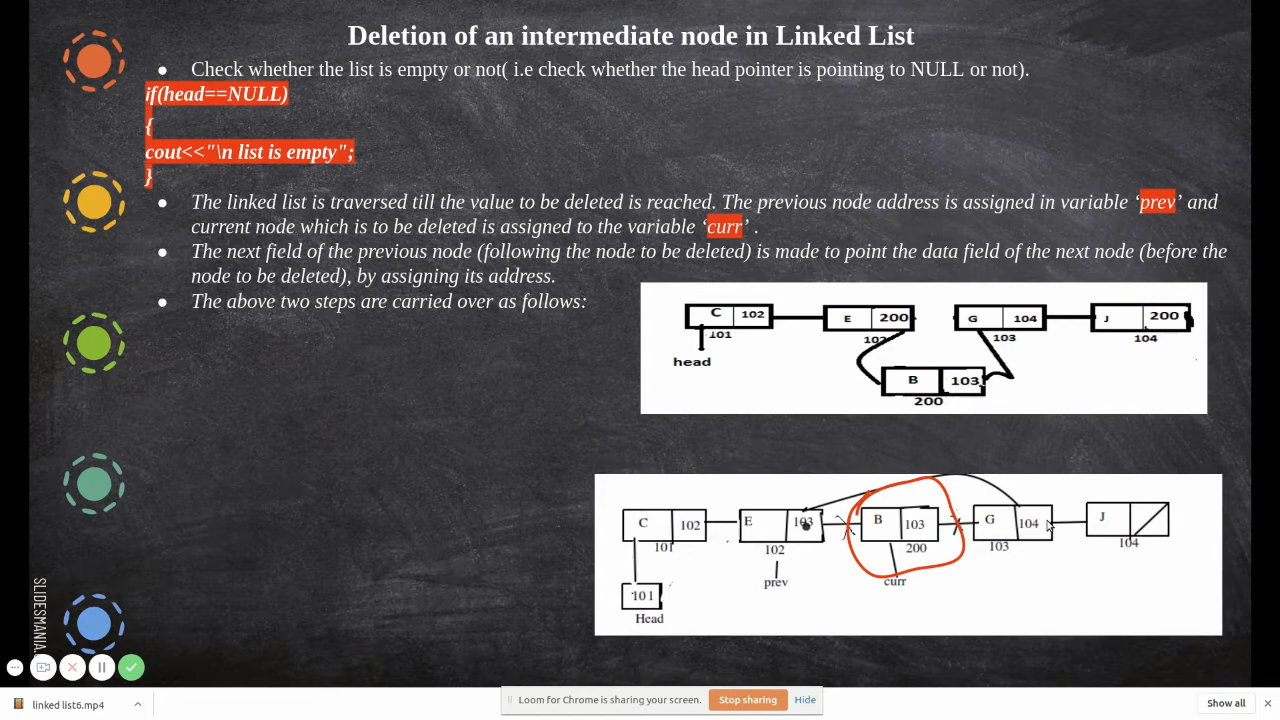 Deletion of an intermediate node in Linked List
● Check whether the list is empty or not( i.e check whether the head pointer is pointing to NULL or not).
if(head==NULL)
{
cout<<"\n list is empty";
}
● The linked list is traversed till the value to be deleted is reached. The previous node address is assigned in variable ‘prev’ and
current node which is to be deleted is assigned to the variable ‘curr’ .
● The next field of the previous node (following the node to be deleted) is made to point the data field of the next node (before the
node to be deleted), by assigning its address.
● The above two steps are carried over as follows:
C 102 E 200 G 104 J 200
101 102 103 104
head
B 103
200
C 102 E 103 B 103 G 104 J
101 102 200 103 104
prev curr
101
Head
SLIDESMANIA.
linked list6.mp4
Loom for Chrome is sharing your screen. Stop sharing Hide
Show all